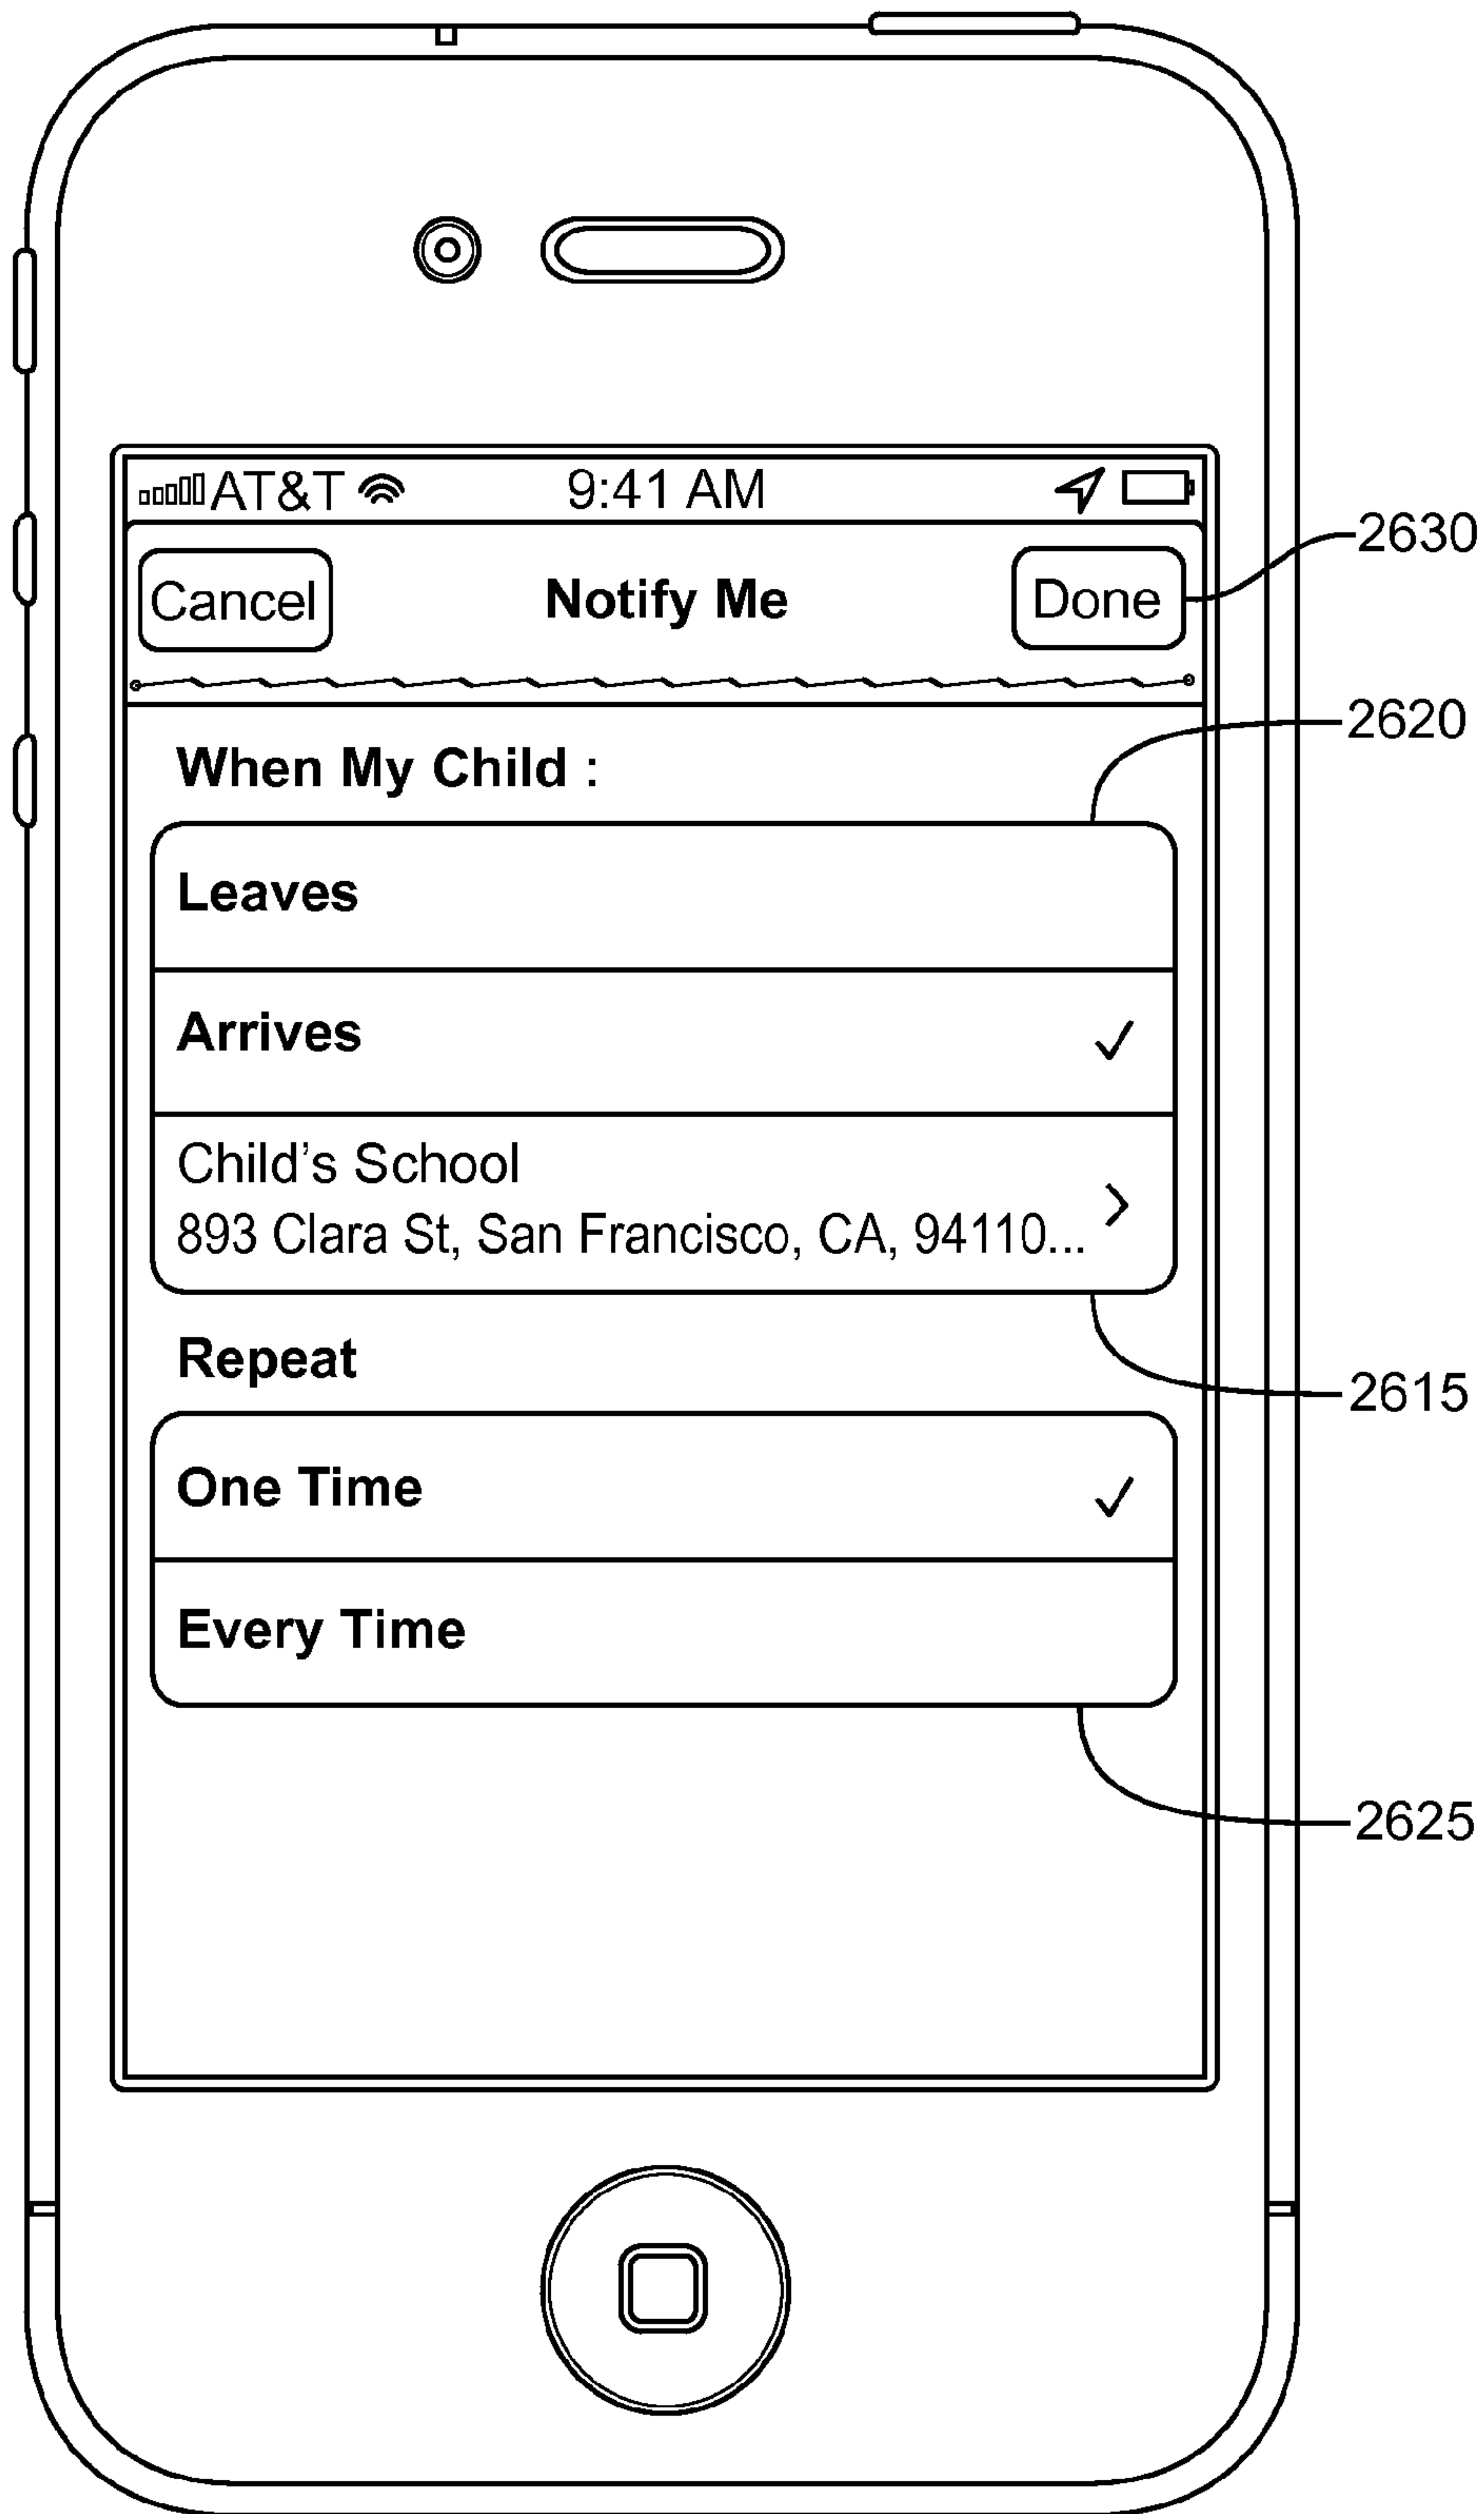 AT&T 9:41 AM
Cancel Notify Me Done
2630
2620
When My Child :
Leaves
Arrives
Child's School
893 Clara St, San Francisco, CA, 94110...
Repeat
2615
One Time
Every Time
2625